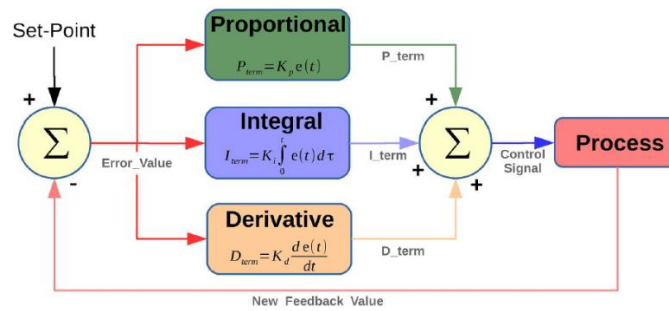 Set-Point
+
Σ
-
Error_Value
Proportional
P_term = K_p e(t)
P_term
Integral
I_term = K_i ∫_0^t e(t) dτ
I_term
Derivative
D_term = K_d d e(t)/dt
D_term
+
+
+
Σ
Control
Signal
Process
New Feedback Value